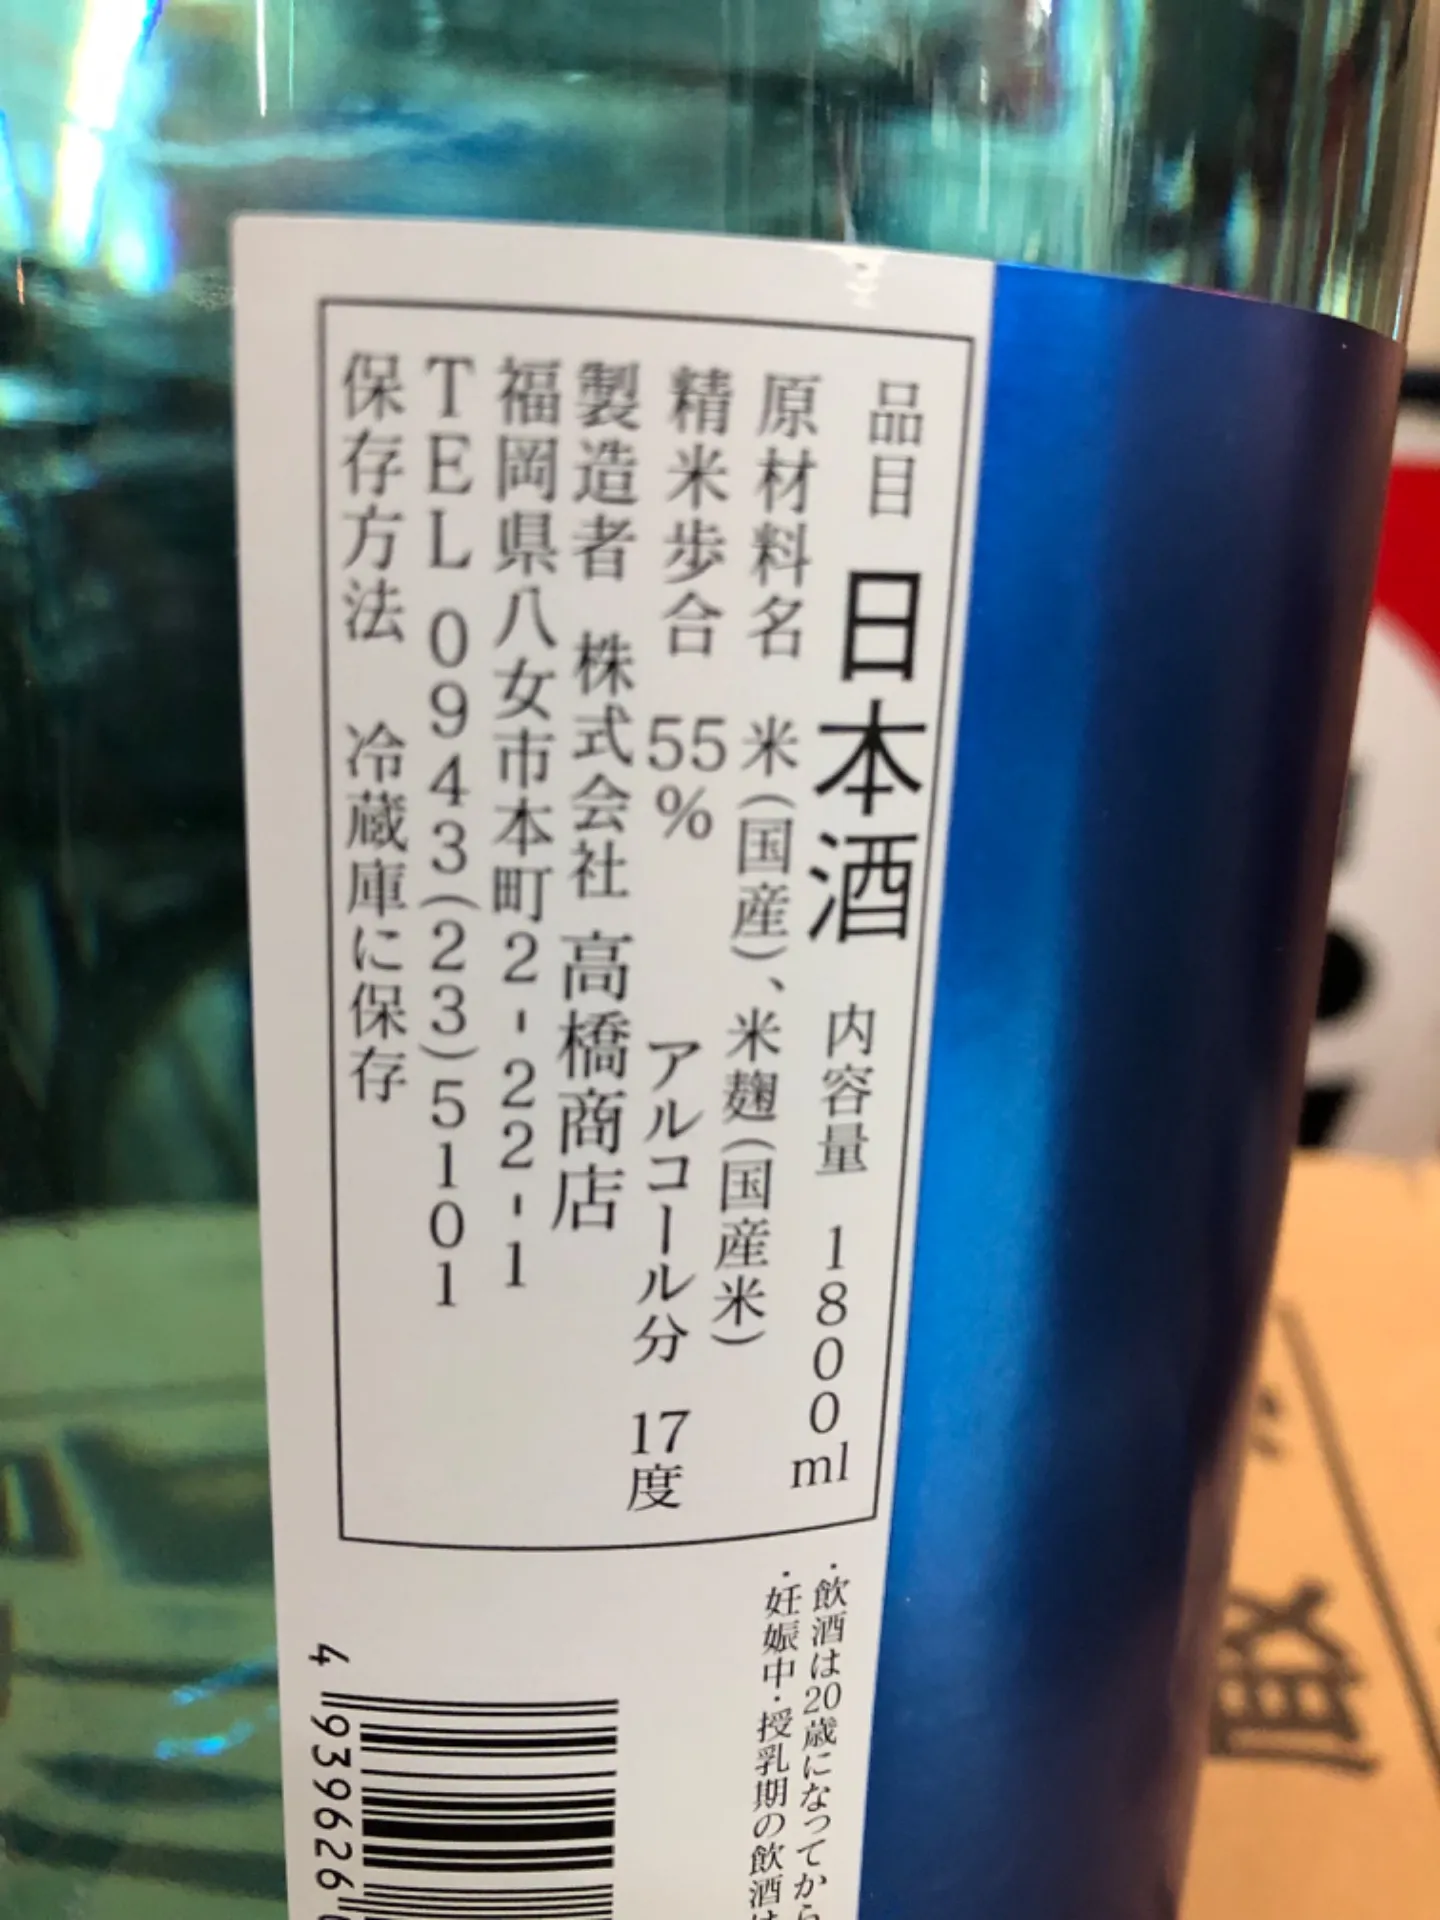 品目 日本酒 内容量 1800ml
原材料名 米(国産)、米麹(国産米)
精米歩合 55% アルコール分 17度
製造者 株式会社 高橋商店
福岡県八女市本町2-22-1
TEL 0943(23)5101
保存方法 冷蔵庫に保存
・飲酒は20歳になってから
・妊娠中・授乳期の飲酒は
4 939626